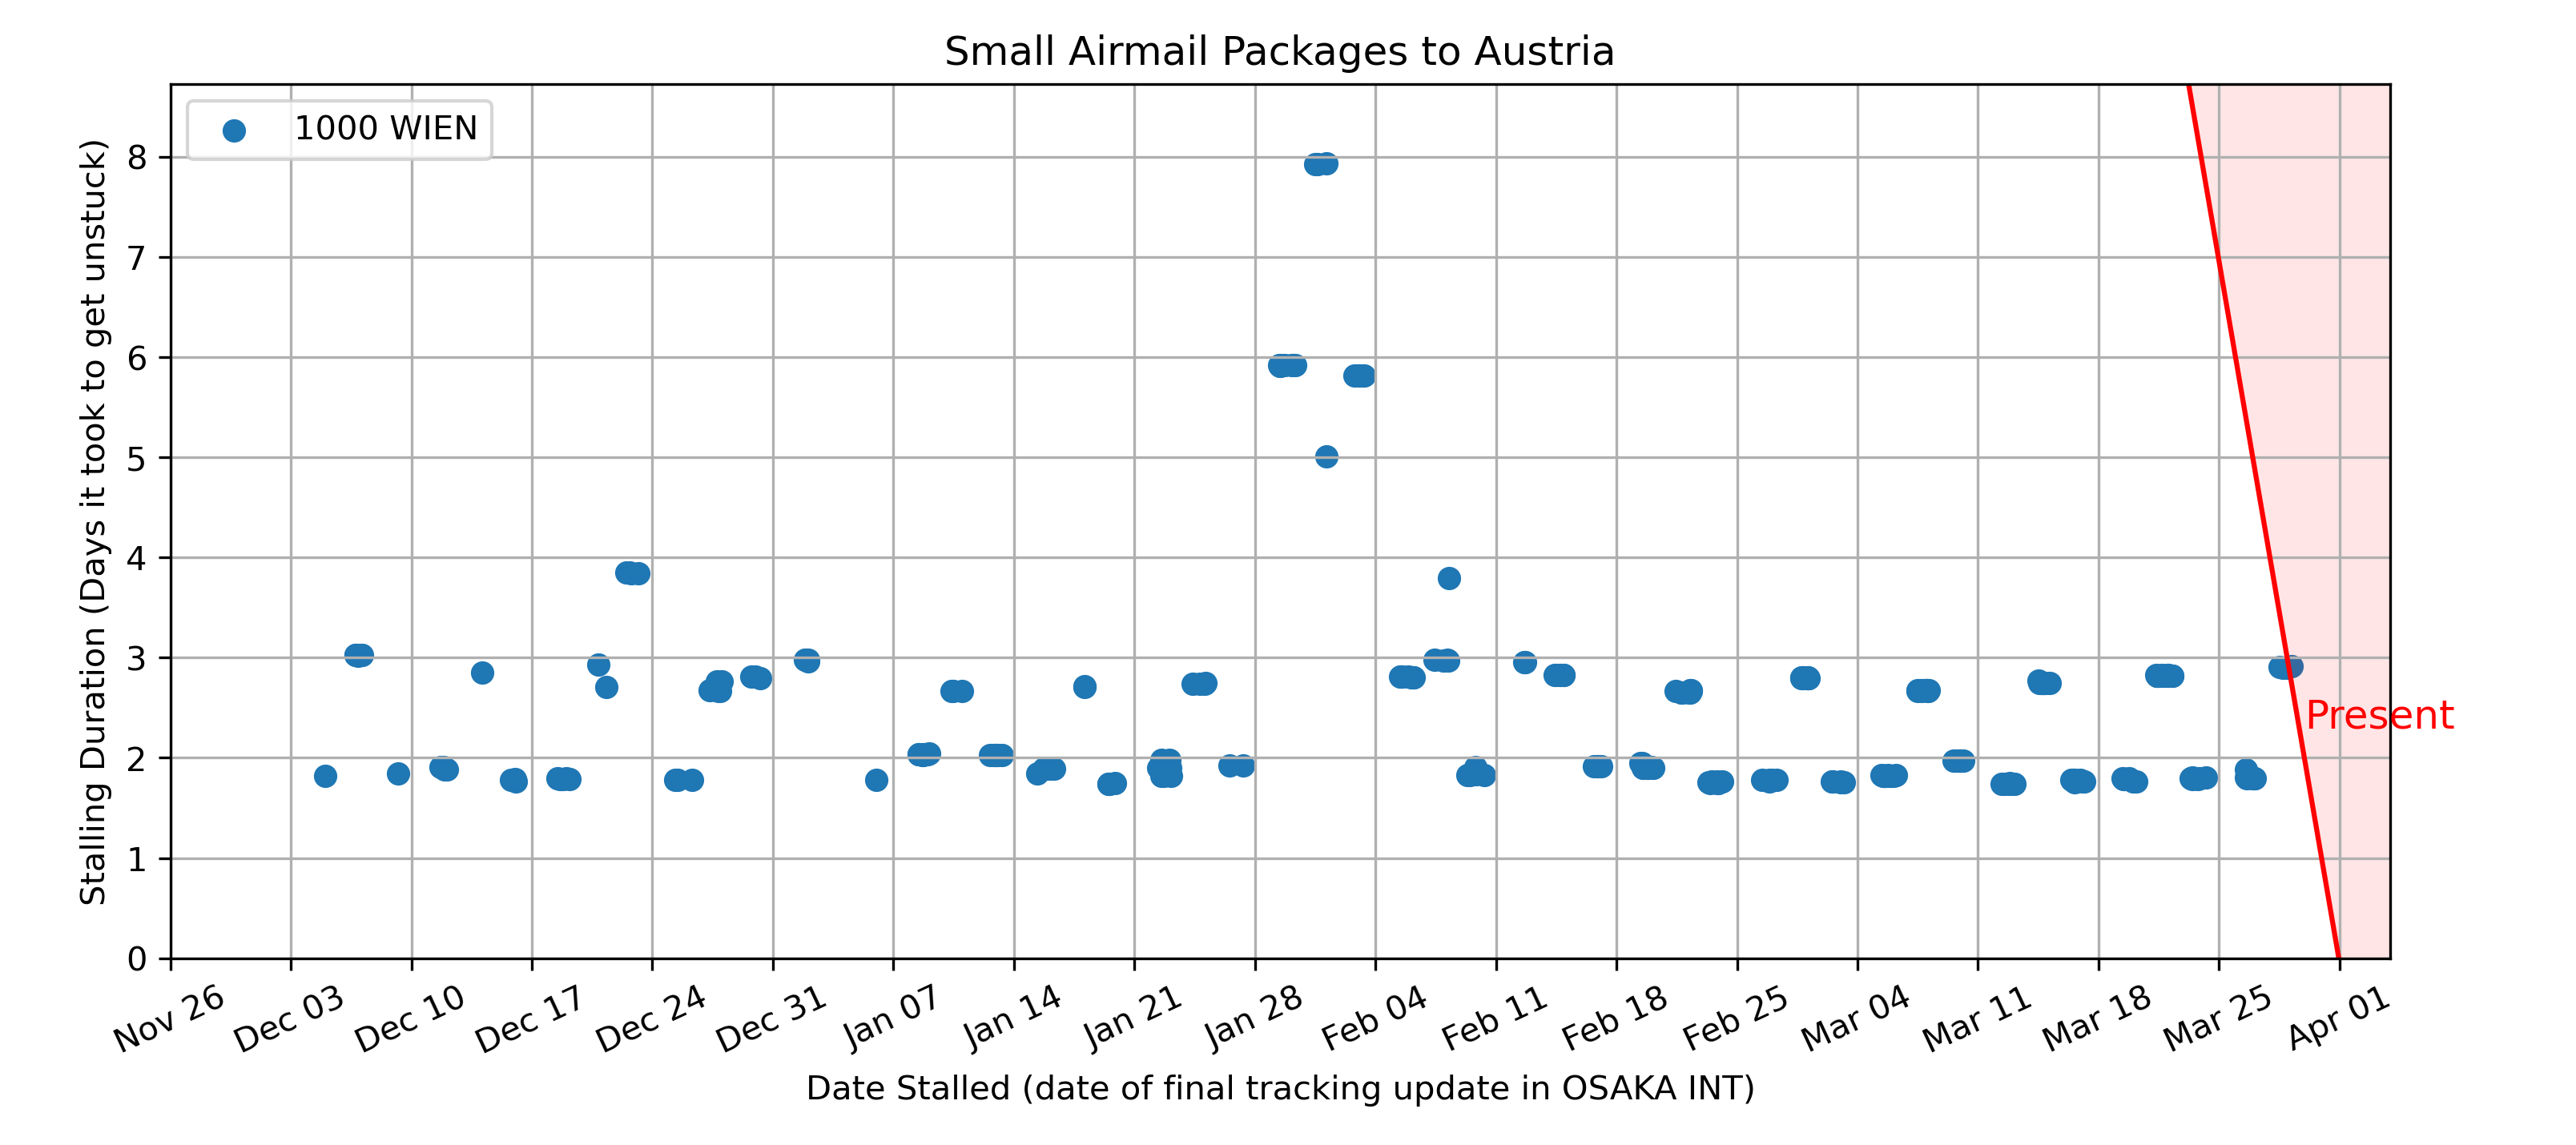 Small Airmail Packages to Austria
1000 WIEN
Stalling Duration (Days it took to get unstuck)
8
7
6
5
4
3
2
1
0
Present
Nov 26
Dec 03
Dec 10
Dec 17
Dec 24
Dec 31
Jan 07
Jan 14
Jan 21
Jan 28
Feb 04
Feb 11
Feb 18
Feb 25
Mar 04
Mar 11
Mar 18
Mar 25
Apr 01
Date Stalled (date of final tracking update in OSAKA INT)